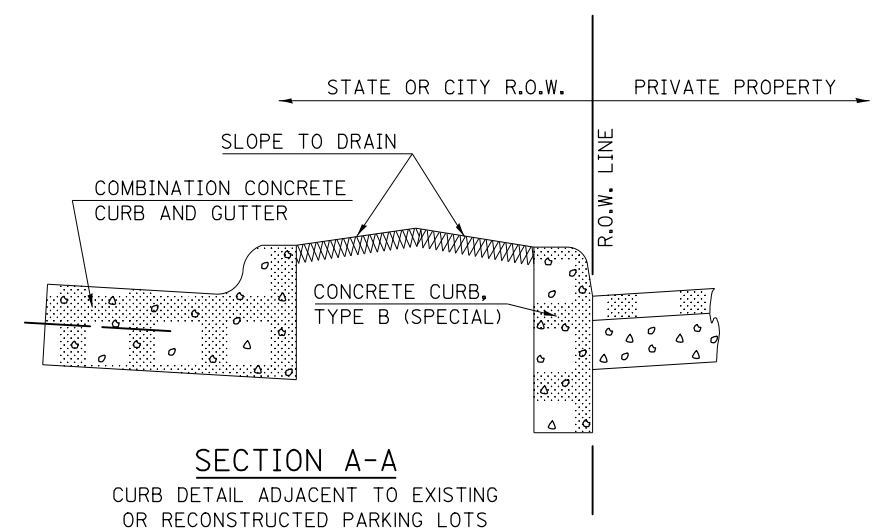 STATE OR CITY R.O.W.
PRIVATE PROPERTY
SLOPE TO DRAIN
R.O.W. LINE
COMBINATION CONCRETE
CURB AND GUTTER
CONCRETE CURB,
TYPE B (SPECIAL)
SECTION A-A
CURB DETAIL ADJACENT TO EXISTING
OR RECONSTRUCTED PARKING LOTS